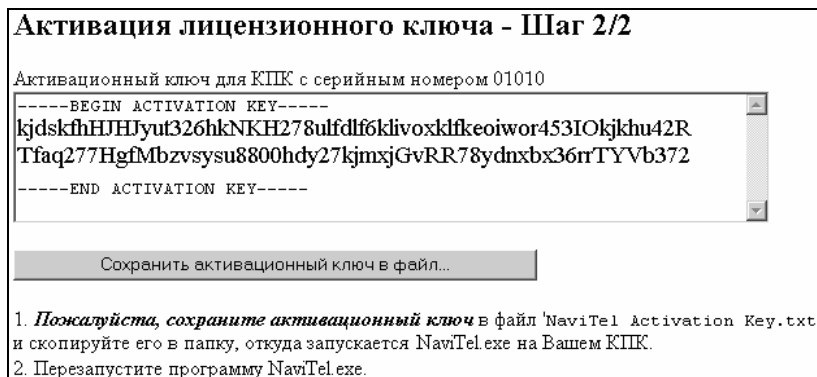 Активация лицензионного ключа - Шаг 2/2
Активационный ключ для КПК с серийным номером 01010
-----BEGIN ACTIVATION KEY-----
kjdskfhHJHJyut326hkNKH278ulfdlf6klivoxklfkeoiwor453IOkjkhu42R
Tfaq277HgfMbzvsysu8800hdy27kjmxjGvRR78ydnxbx36rrTYVb372
-----END ACTIVATION KEY-----
Сохранить активационный ключ в файл...
1. Пожалуйста, сохраните активационный ключ в файл 'NaviTel Activation Key.txt
и скопируйте его в папку, откуда запускается NaviTel.exe на Вашем КПК.
2. Перезапустите программу NaviTel.exe.